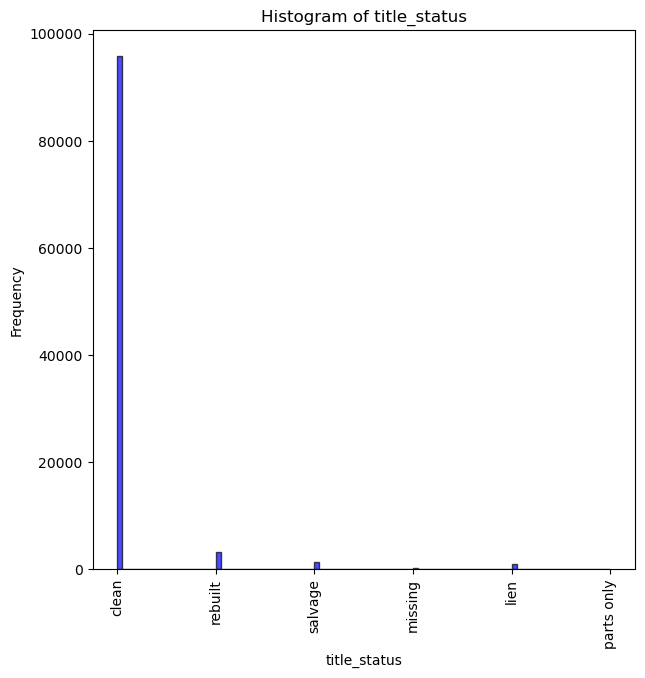 Histogram of title_status
100000
80000
60000
40000
20000
0
Frequency
clean
rebuilt
salvage
missing
lien
parts only
title_status